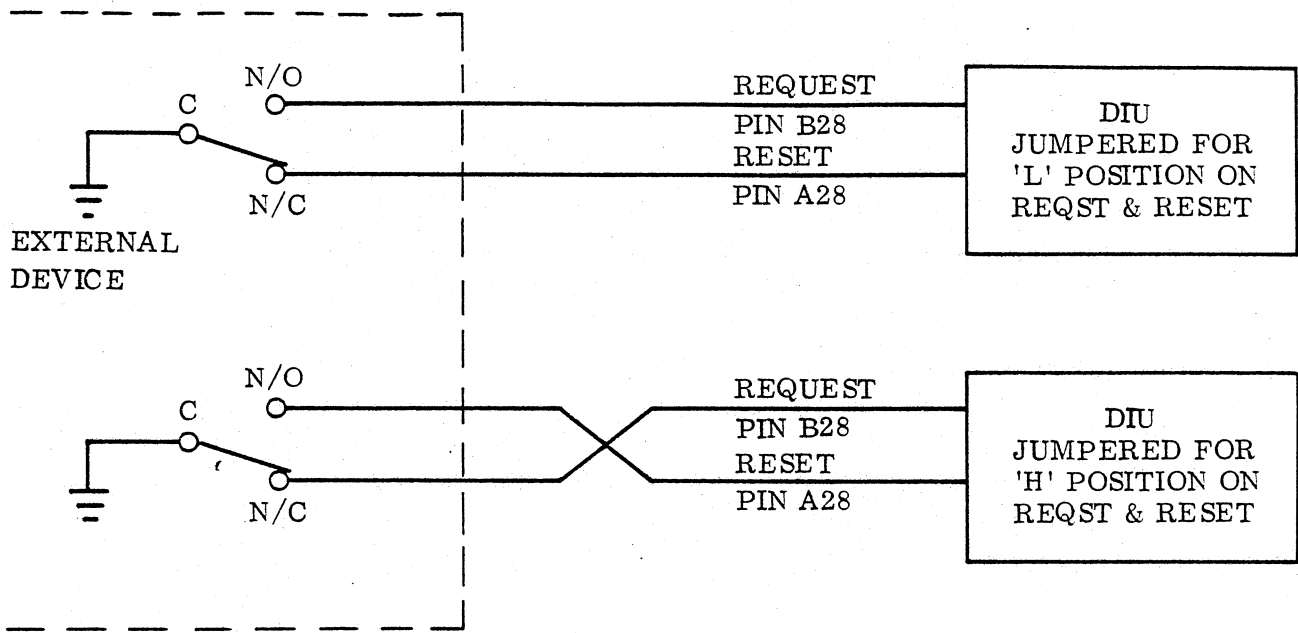 N/O
C
N/C
EXTERNAL
DEVICE
REQUEST
PIN B28
RESET
PIN A28
DIU
JUMPERED FOR
'L' POSITION ON
REQST & RESET
N/O
C
N/C
REQUEST
PIN B28
RESET
PIN A28
DIU
JUMPERED FOR
'H' POSITION ON
REQST & RESET